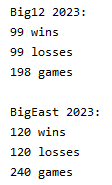 Big12 2023:
99 wins
99 losses
198 games

BigEast 2023:
120 wins
120 losses
240 games